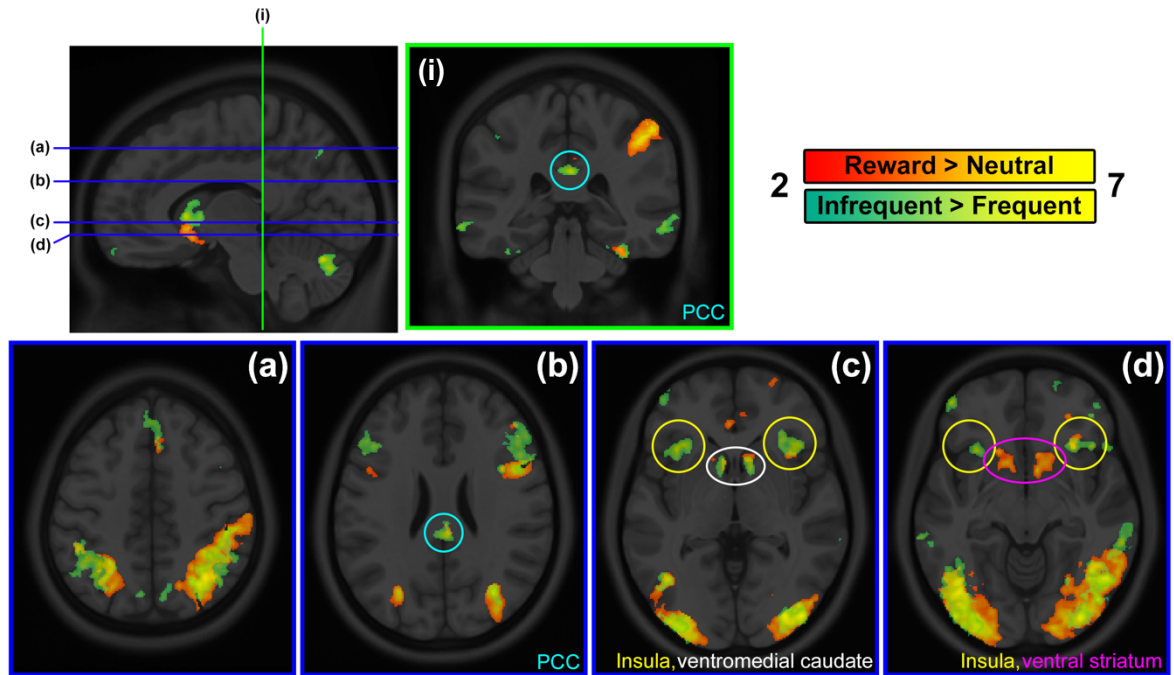 (i)
(i)
(a)
(b)
(c)
(d)
PCC
2
Reward > Neutral
Infrequent > Frequent
7
(a)
(b)
PCC
(c)
Insula, ventromedial caudate
(d)
Insula, ventral striatum